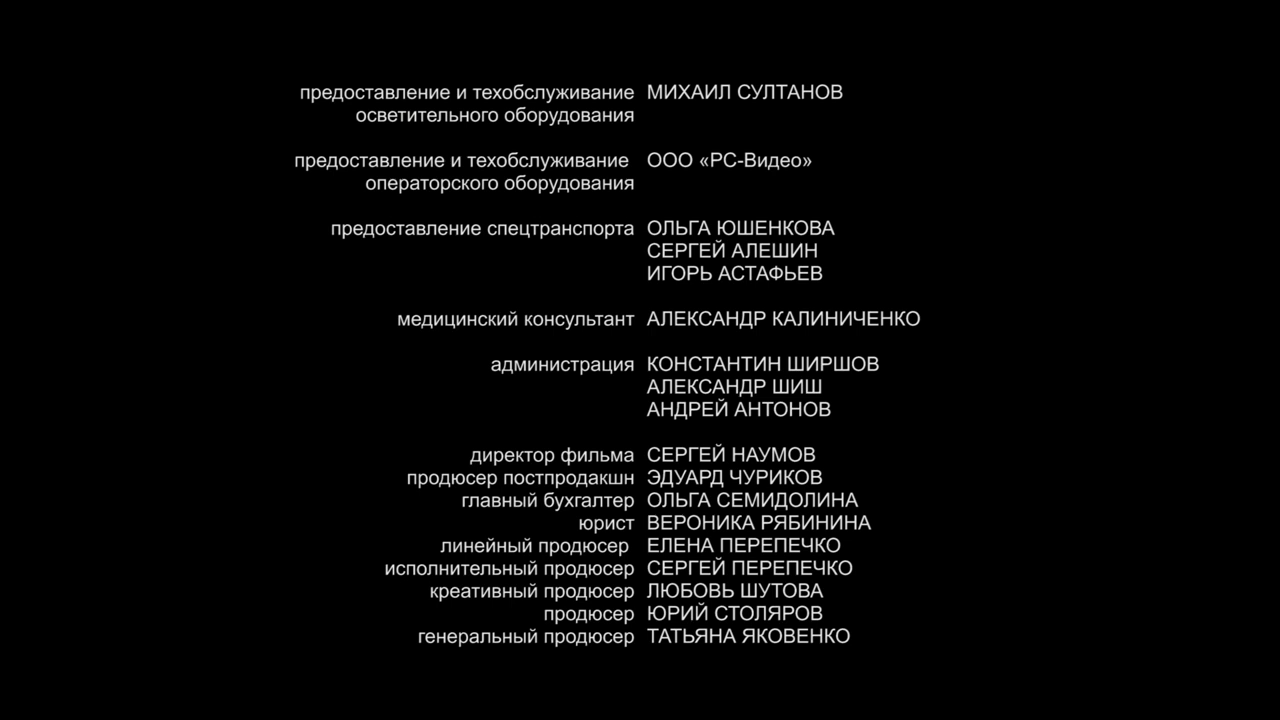 предоставление и техобслуживание МИХАИЛ СУЛТАНОВ
осветительного оборудования
предоставление и техобслуживание ООО «РС-Видео»
операторского оборудования
предоставление спецтранспорта ОЛЬГА ЮШЕНКОВА
СЕРГЕЙ АЛЕШИН
ИГОРЬ АСТАФЬЕВ
медицинский консультант АЛЕКСАНДР КАЛИНИЧЕНКО
администрация КОНСТАНТИН ШИРШОВ
АЛЕКСАНДР ШИШ
АНДРЕЙ АНТОНОВ
директор фильма СЕРГЕЙ НАУМОВ
продюсер постпродакшн ЭДУАРД ЧУРИКОВ
главный бухгалтер ОЛЬГА СЕМИДОЛИНА
юрист ВЕРОНИКА РЯБИНИНА
линейный продюсер ЕЛЕНА ПЕРЕПЕЧКО
исполнительный продюсер СЕРГЕЙ ПЕРЕПЕЧКО
креативный продюсер ЛЮБОВЬ ШУТОВА
продюсер ЮРИЙ СТОЛЯРОВ
генеральный продюсер ТАТЬЯНА ЯКОВЕНКО